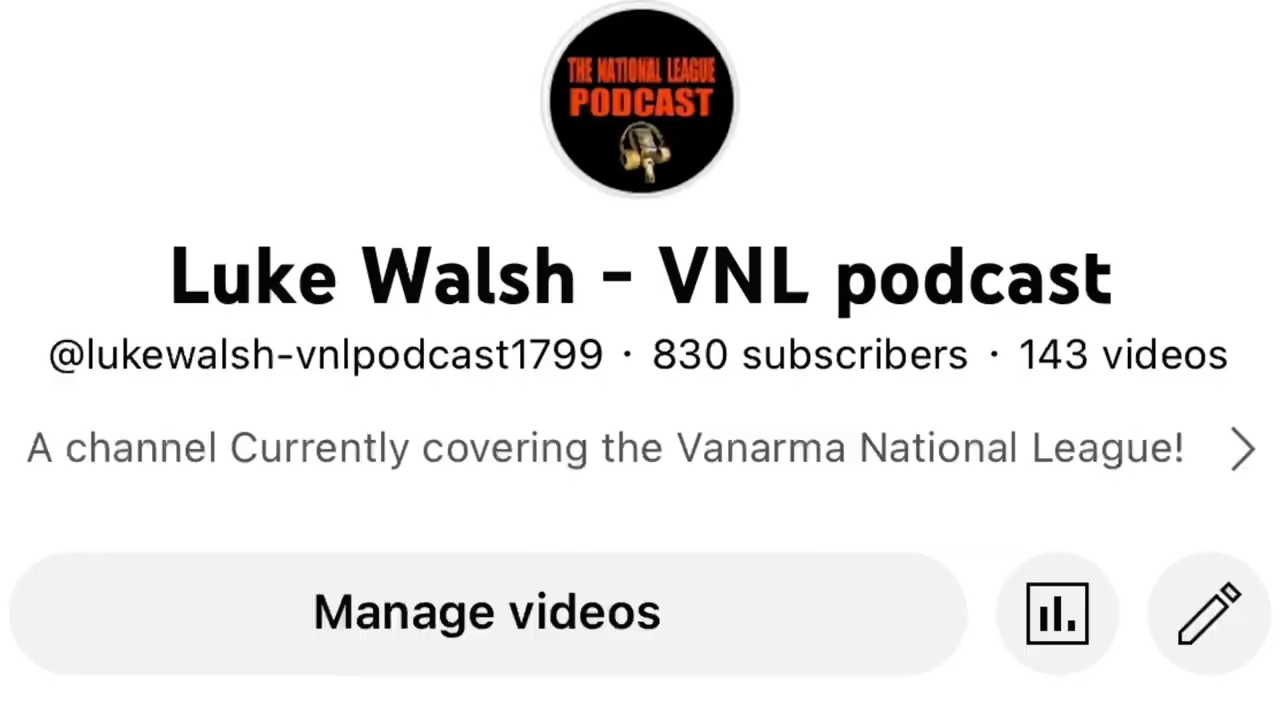 THE NATIONAL LEAGUE
PODCAST
Luke Walsh - VNL podcast
@lukewalsh-vnlpodcast1799 · 830 subscribers · 143 videos
A channel Currently covering the Vanarma National League!
Manage videos